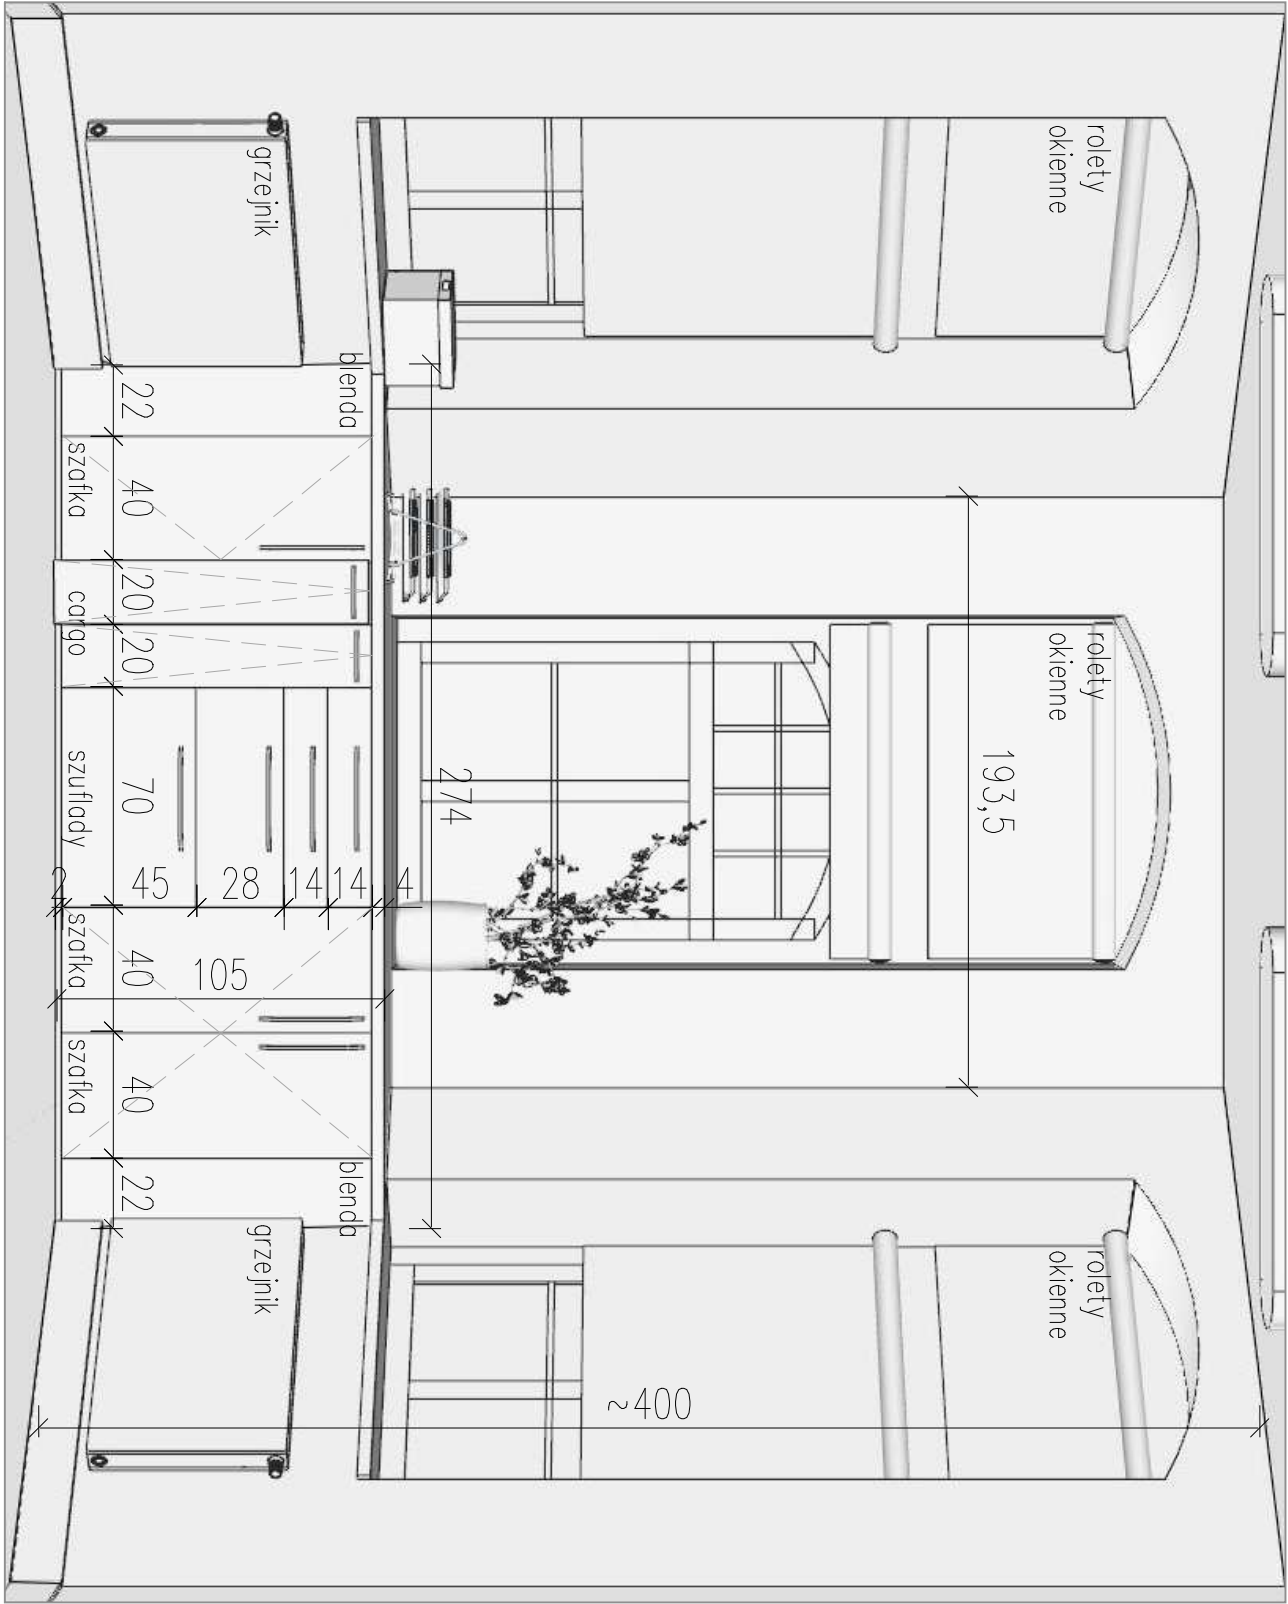 rolety
okienne
rolety
okienne
rolety
okienne
193,5
~400
274
grzejnik
blenda
blenda
grzejnik
4
14
14
28
45
2
105
22
40
20
20
70
40
40
22
szafka
cargo
szuflady
szafka
szafka